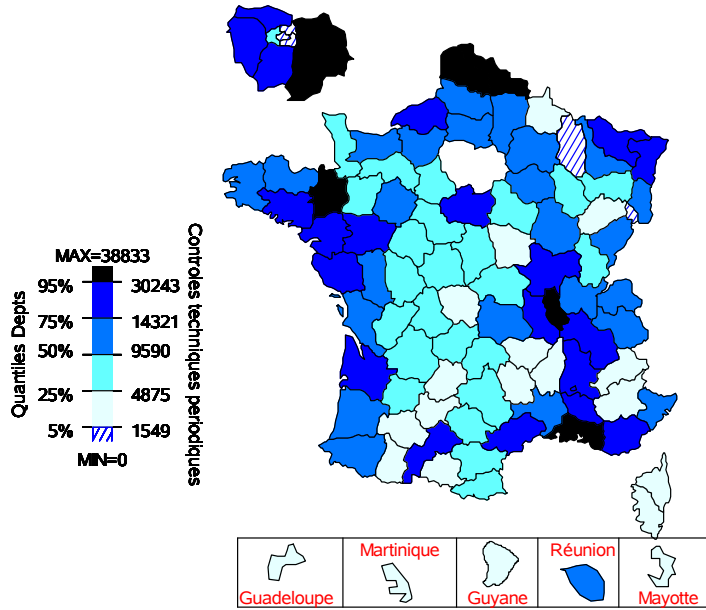 MAX=38833
95% 30243
75% 14321
50% 9590
25% 4875
5% 1549
MIN=0
Quantiles Depts
Controles techniques periodiques
Guadeloupe
Martinique
Guyane
Réunion
Mayotte